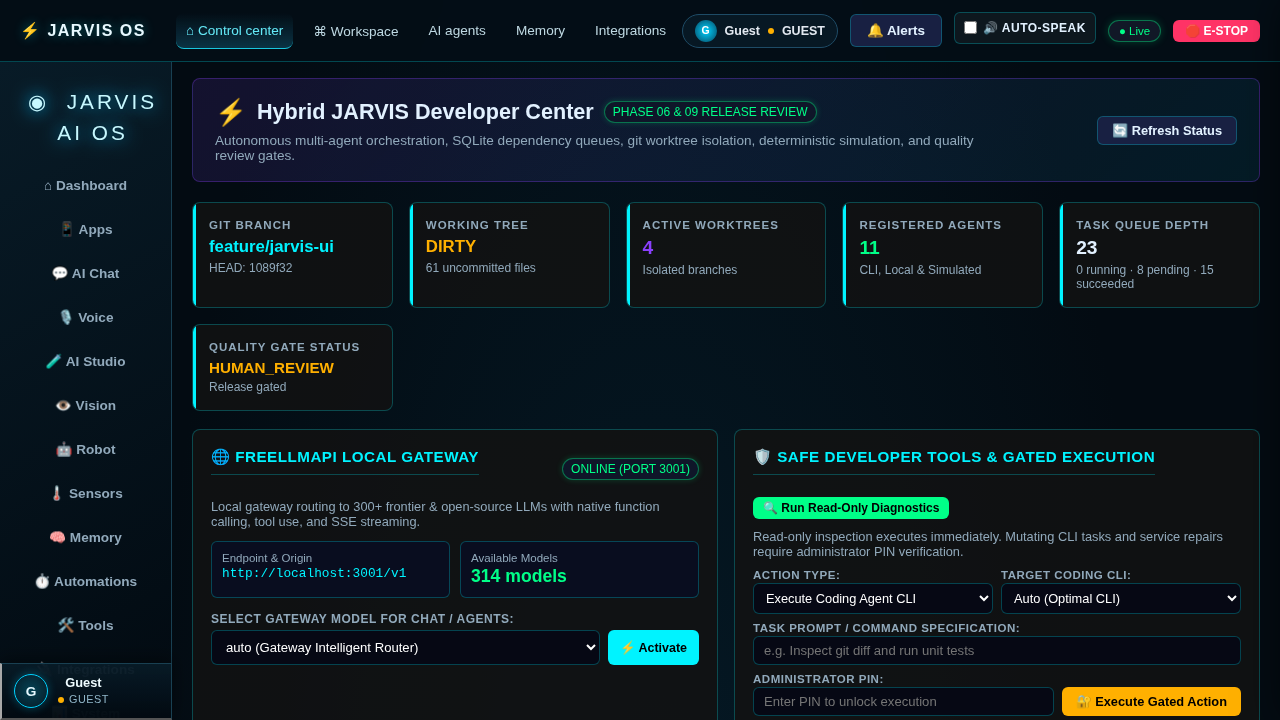 ⚡ JARVIS OS
⌂ Control center
⌘ Workspace
AI agents
Memory
Integrations
G Guest GUEST
🔔 Alerts
🔊 AUTO-SPEAK
● Live
🛑 E-STOP
◉ JARVIS
AI OS
⌂ Dashboard
📱 Apps
💬 AI Chat
🎙️ Voice
🧪 AI Studio
👁️ Vision
🤖 Robot
🌡️ Sensors
🧠 Memory
⏱️ Automations
🛠️ Tools
Integrations
G
Guest
GUEST
⚡ Hybrid JARVIS Developer Center
PHASE 06 & 09 RELEASE REVIEW
Autonomous multi-agent orchestration, SQLite dependency queues, git worktree isolation, deterministic simulation, and quality
review gates.
🔄 Refresh Status
GIT BRANCH
feature/jarvis-ui
HEAD: 1089f32
WORKING TREE
DIRTY
61 uncommitted files
ACTIVE WORKTREES
4
Isolated branches
REGISTERED AGENTS
11
CLI, Local & Simulated
TASK QUEUE DEPTH
23
0 running · 8 pending · 15
succeeded
QUALITY GATE STATUS
HUMAN_REVIEW
Release gated
🌐 FREELLMAPI LOCAL GATEWAY
ONLINE (PORT 3001)
Local gateway routing to 300+ frontier & open-source LLMs with native function
calling, tool use, and SSE streaming.
Endpoint & Origin
http://localhost:3001/v1
Available Models
314 models
SELECT GATEWAY MODEL FOR CHAT / AGENTS:
auto (Gateway Intelligent Router)
⚡ Activate
🛡️ SAFE DEVELOPER TOOLS & GATED EXECUTION
🔍 Run Read-Only Diagnostics
Read-only inspection executes immediately. Mutating CLI tasks and service repairs
require administrator PIN verification.
ACTION TYPE:
Execute Coding Agent CLI
TARGET CODING CLI:
Auto (Optimal CLI)
TASK PROMPT / COMMAND SPECIFICATION:
e.g. Inspect git diff and run unit tests
ADMINISTRATOR PIN:
Enter PIN to unlock execution
🔐 Execute Gated Action